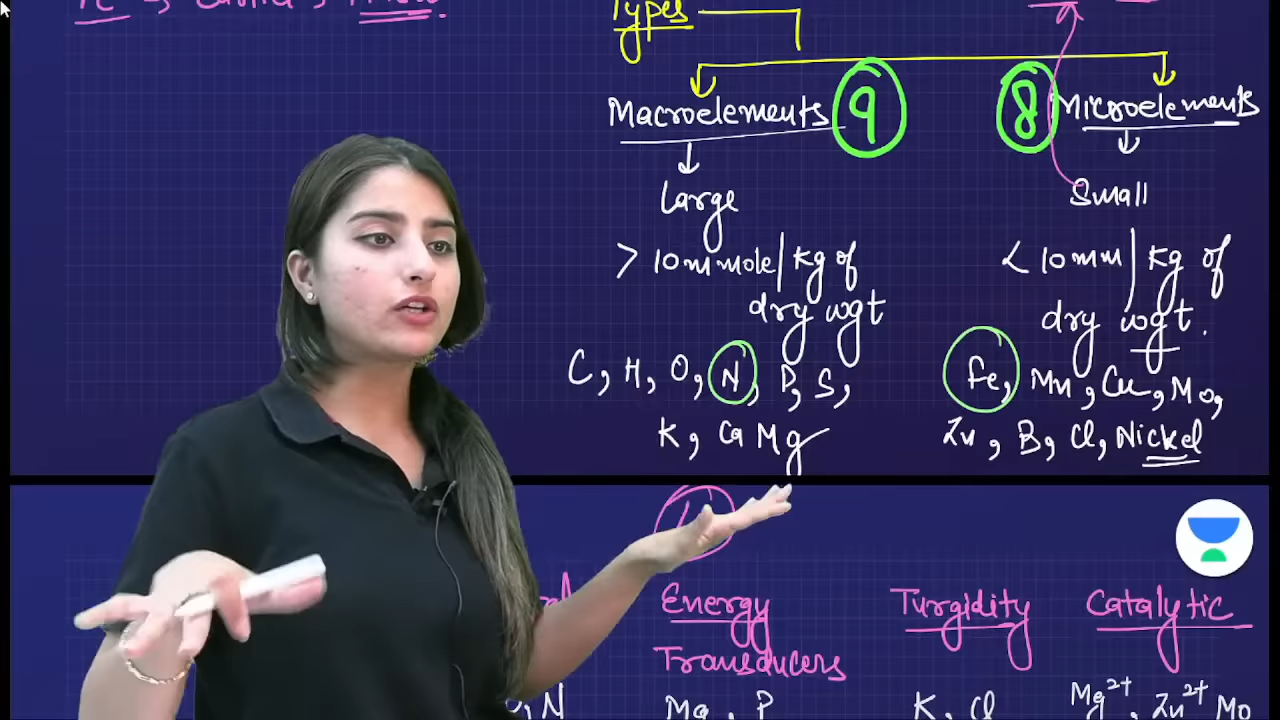 Types
Macroelements 9
8 Microelements
Large
Small
> 10 m mole/kg of
dry wgt
< 10 mm/kg of
dry wgt.
C, H, O, N, P, S,
K, Ca Mg
Fe, Mn, Cu, Mo,
Zn, B, Cl, Nickel
Energy
Transducers
Turgidity
Catalytic
N
Mg, P
K, Cl
Mg²⁺, Zn²⁺ Mo